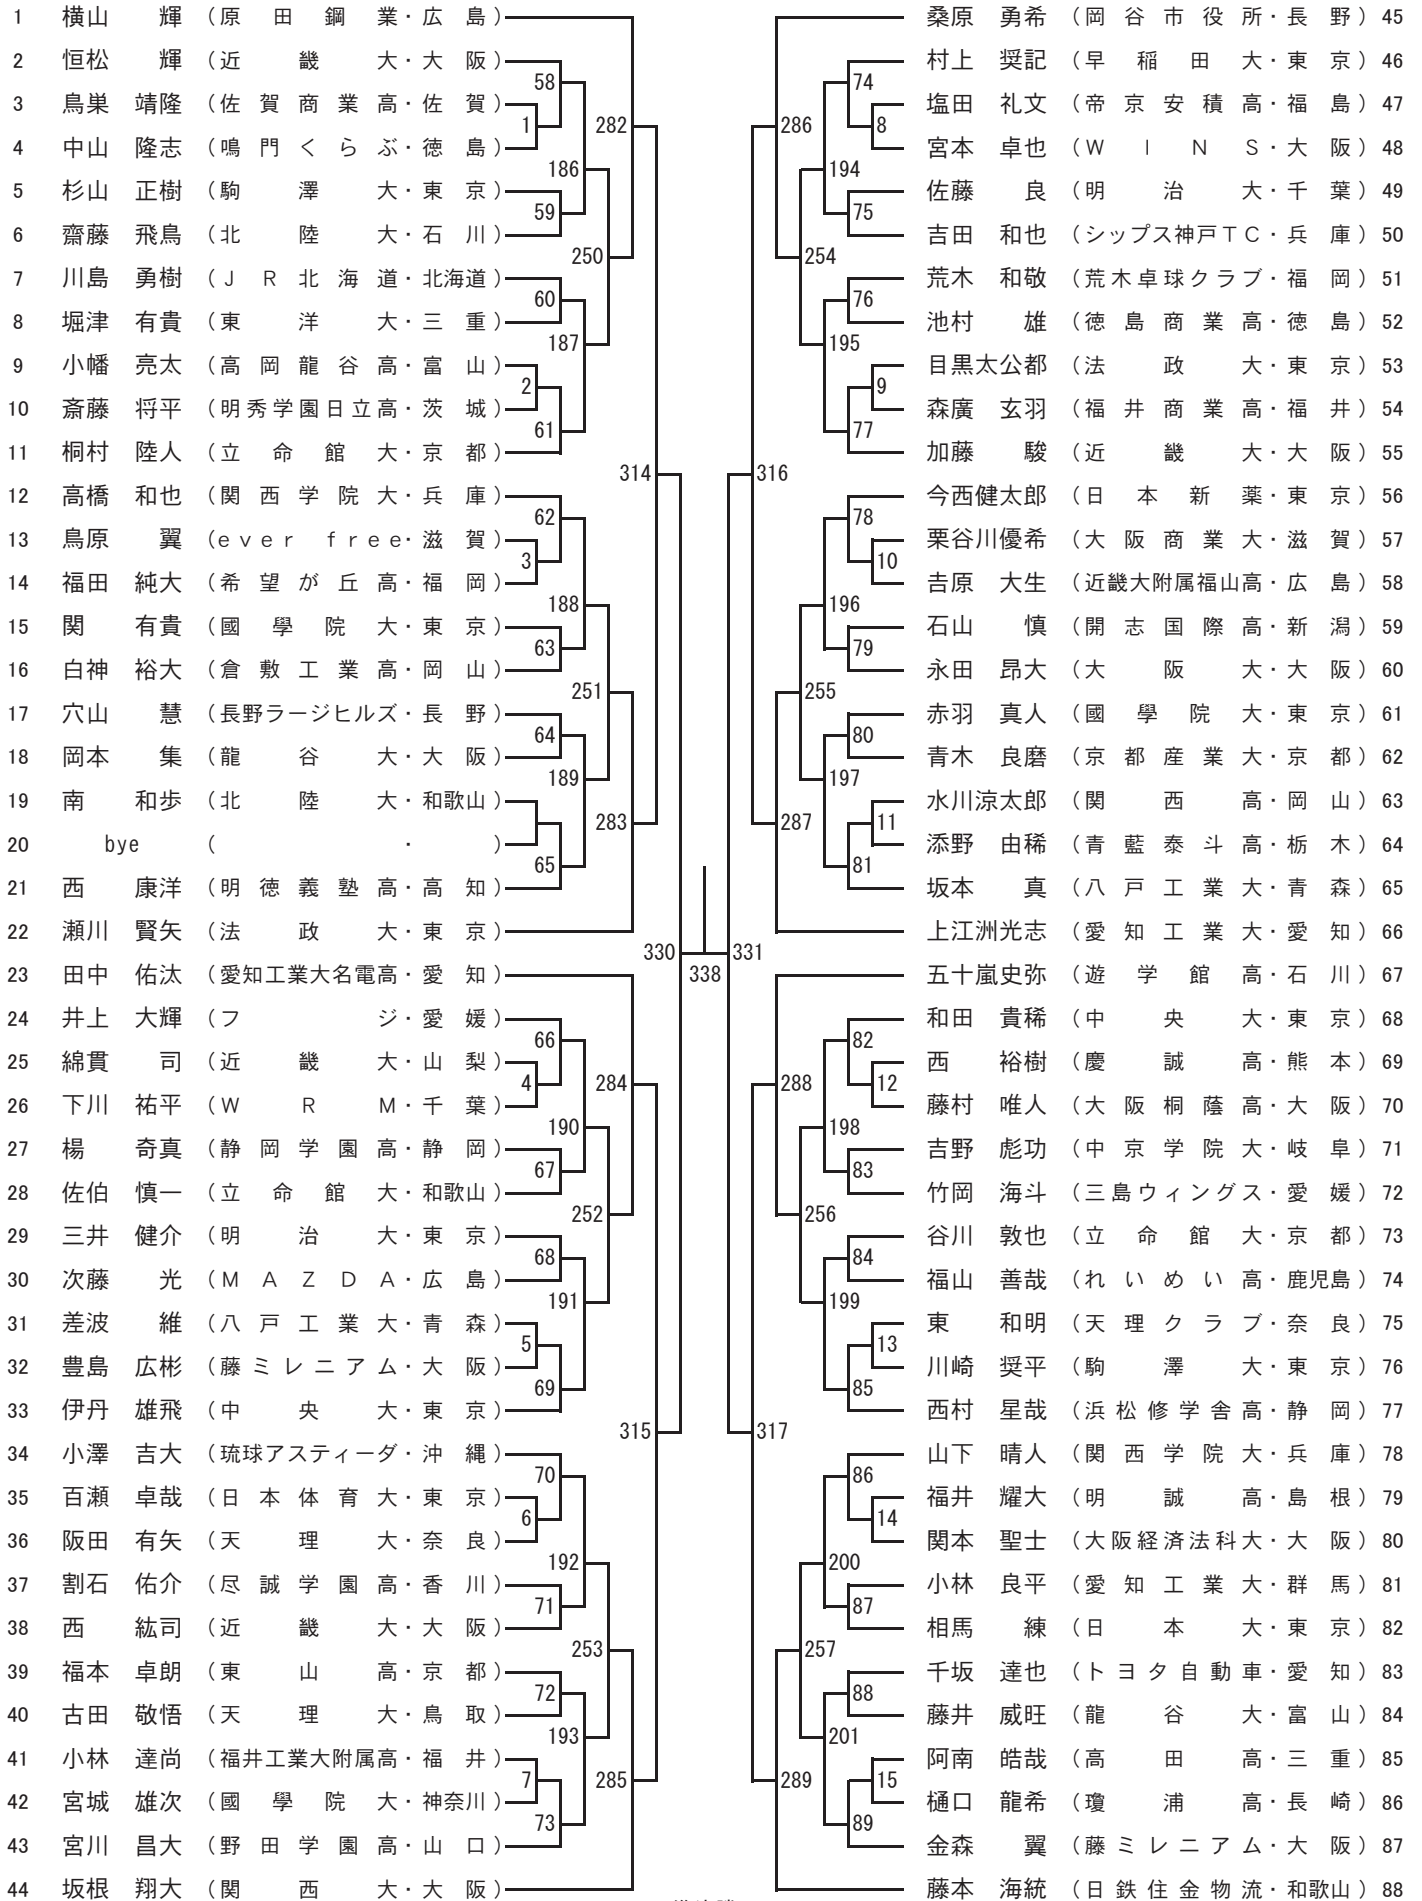 1 横山 輝 (原田鋼業・広島)
2 恒松 輝 (近畿大・大阪)
3 鳥巣 靖隆 (佐賀商業高・佐賀)
4 中山 隆志 (鳴門くらぶ・徳島)
5 杉山 正樹 (駒澤大・東京)
6 齋藤 飛鳥 (北陸大・石川)
7 川島 勇樹 (JR北海道・北海道)
8 堀津 有貴 (東洋大・三重)
9 小幡 亮太 (高岡龍谷高・富山)
10 斎藤 将平 (明秀学園日立高・茨城)
11 桐村 陸人 (立命館大・京都)
12 高橋 和也 (関西学院大・兵庫)
13 鳥原 翼 (ever free・滋賀)
14 福田 純大 (希望が丘高・福岡)
15 関 有貴 (國學院大・東京)
16 白神 裕大 (倉敷工業高・岡山)
17 穴山 慧 (長野ラージヒルズ・長野)
18 岡本 集 (龍谷大・大阪)
19 南 和歩 (北陸大・和歌山)
20 bye ( ・ )
21 西 康洋 (明徳義塾高・高知)
22 瀬川 賢矢 (法政大・東京)
23 田中 佑汰 (愛知工業大名電高・愛知)
24 井上 大輝 (フジ・愛媛)
25 綿貫 司 (近畿大・山梨)
26 下川 祐平 (WRM・千葉)
27 楊 奇真 (静岡学園高・静岡)
28 佐伯 慎一 (立命館大・和歌山)
29 三井 健介 (明治大・東京)
30 次藤 光 (MAZDA・広島)
31 差波 維 (八戸工業大・青森)
32 豊島 広彬 (藤ミレニアム・大阪)
33 伊丹 雄飛 (中央大・東京)
34 小澤 吉大 (琉球アスティーダ・沖縄)
35 百瀬 卓哉 (日本体育大・東京)
36 阪田 有矢 (天理大・奈良)
37 割石 佑介 (尽誠学園高・香川)
38 西 紘司 (近畿大・大阪)
39 福本 卓朗 (東山高・京都)
40 古田 敬悟 (天理大・鳥取)
41 小林 達尚 (福井工業大附属高・福井)
42 宮城 雄次 (國學院大・神奈川)
43 宮川 昌大 (野田学園高・山口)
44 坂根 翔大 (関西大・大阪)
58
1
282
186
59
250
60
187
2
61
314
62
3
188
63
251
64
189
283
65
330
66
4
284
190
67
252
68
191
5
69
315
70
6
192
71
253
72
193
7
285
73
338
331
74
8
286
194
75
254
76
195
9
77
316
78
10
196
79
255
80
197
11
287
81
82
12
288
198
83
256
84
199
13
85
317
86
14
200
87
257
88
201
15
289
89
桑原 勇希 (岡谷市役所・長野) 45
村上 奨記 (早稲田大・東京) 46
塩田 礼文 (帝京安積高・福島) 47
宮本 卓也 (WINS・大阪) 48
佐藤 良 (明治大・千葉) 49
吉田 和也 (シップス神戸TC・兵庫) 50
荒木 和敬 (荒木卓球クラブ・福岡) 51
池村 雄 (徳島商業高・徳島) 52
目黒太公都 (法政大・東京) 53
森廣 玄羽 (福井商業高・福井) 54
加藤 駿 (近畿大・大阪) 55
今西健太郎 (日本新薬・東京) 56
栗谷川優希 (大阪商業大・滋賀) 57
吉原 大生 (近畿大附属福山高・広島) 58
石山 慎 (開志国際高・新潟) 59
永田 昂大 (大阪大・大阪) 60
赤羽 真人 (國學院大・東京) 61
青木 良磨 (京都産業大・京都) 62
水川涼太郎 (関西高・岡山) 63
添野 由稀 (青藍泰斗高・栃木) 64
坂本 真 (八戸工業大・青森) 65
上江洲光志 (愛知工業大・愛知) 66
五十嵐史弥 (遊学館高・石川) 67
和田 貴稀 (中央大・東京) 68
西 裕樹 (慶誠高・熊本) 69
藤村 唯人 (大阪桐蔭高・大阪) 70
吉野 彪功 (中京学院大・岐阜) 71
竹岡 海斗 (三島ウィングス・愛媛) 72
谷川 敦也 (立命館大・京都) 73
福山 善哉 (れいめい高・鹿児島) 74
東 和明 (天理クラブ・奈良) 75
川崎 奨平 (駒澤大・東京) 76
西村 星哉 (浜松修学舎高・静岡) 77
山下 晴人 (関西学院大・兵庫) 78
福井 耀大 (明誠高・島根) 79
関本 聖士 (大阪経済法科大・大阪) 80
小林 良平 (愛知工業大・群馬) 81
相馬 練 (日本大・東京) 82
千坂 達也 (トヨタ自動車・愛知) 83
藤井 威旺 (龍谷大・富山) 84
阿南 皓哉 (高田高・三重) 85
樋口 龍希 (瓊浦高・長崎) 86
金森 翼 (藤ミレニアム・大阪) 87
藤本 海統 (日鉄住金物流・和歌山) 88